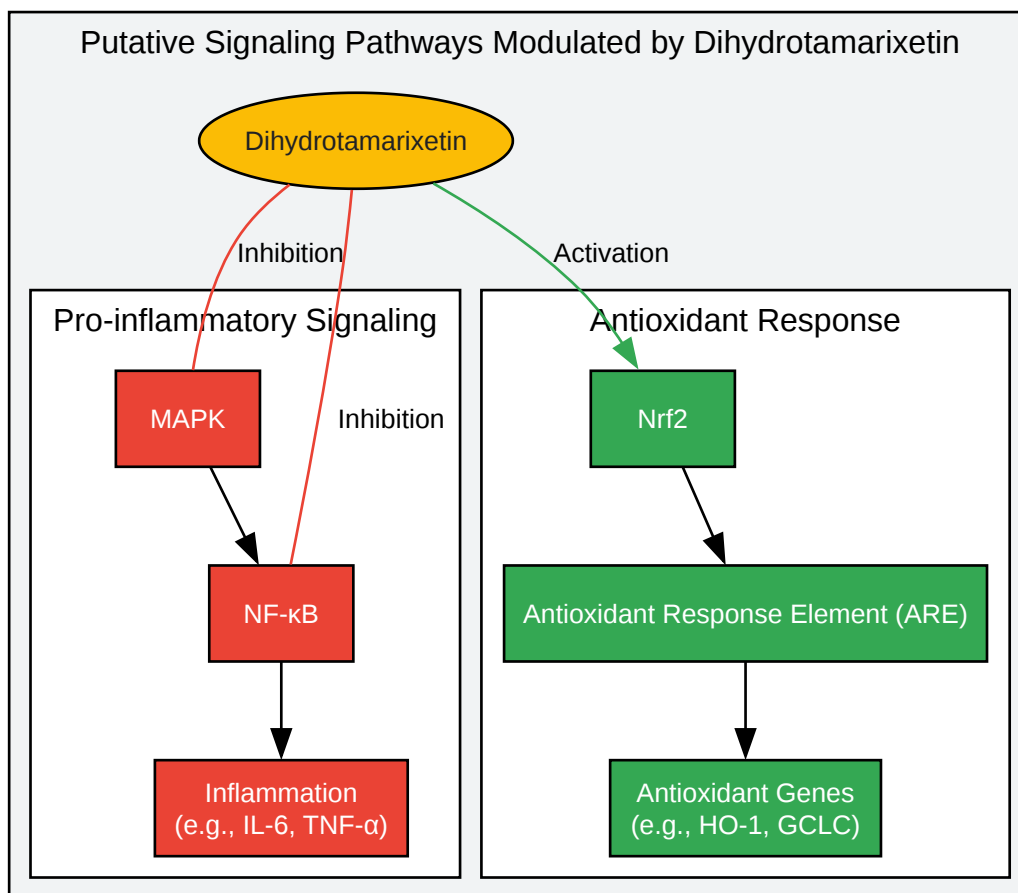 Putative Signaling Pathways Modulated by Dihydrotamarixetin
Dihydrotamarixetin
Inhibition
Activation
Pro-inflammatory Signaling
Antioxidant Response
MAPK
Inhibition
Nrf2
NF-κB
Antioxidant Response Element (ARE)
Inflammation
(e.g., IL-6, TNF-α)
Antioxidant Genes
(e.g., HO-1, GCLC)